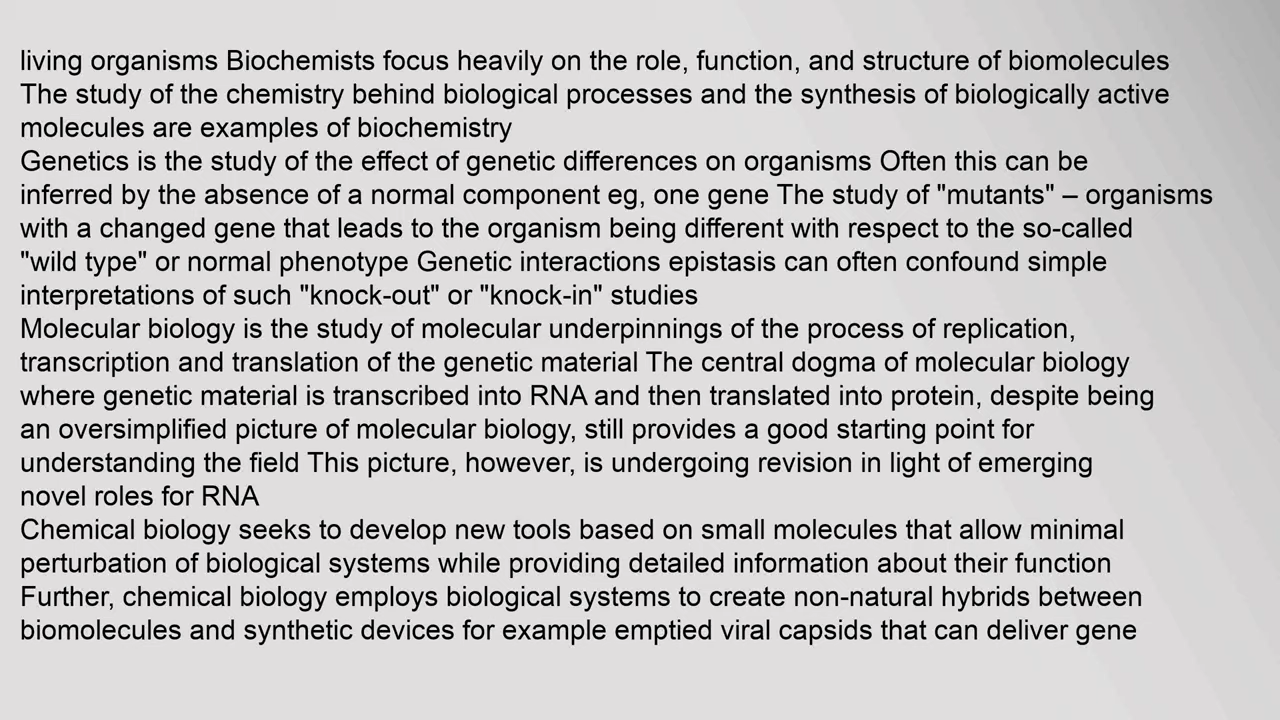 living organisms Biochemists focus heavily on the role, function, and structure of biomolecules
The study of the chemistry behind biological processes and the synthesis of biologically active
molecules are examples of biochemistry
Genetics is the study of the effect of genetic differences on organisms Often this can be
inferred by the absence of a normal component eg, one gene The study of "mutants" – organisms
with a changed gene that leads to the organism being different with respect to the so-called
"wild type" or normal phenotype Genetic interactions epistasis can often confound simple
interpretations of such "knock-out" or "knock-in" studies
Molecular biology is the study of molecular underpinnings of the process of replication,
transcription and translation of the genetic material The central dogma of molecular biology
where genetic material is transcribed into RNA and then translated into protein, despite being
an oversimplified picture of molecular biology, still provides a good starting point for
understanding the field This picture, however, is undergoing revision in light of emerging
novel roles for RNA
Chemical biology seeks to develop new tools based on small molecules that allow minimal
perturbation of biological systems while providing detailed information about their function
Further, chemical biology employs biological systems to create non-natural hybrids between
biomolecules and synthetic devices for example emptied viral capsids that can deliver gene